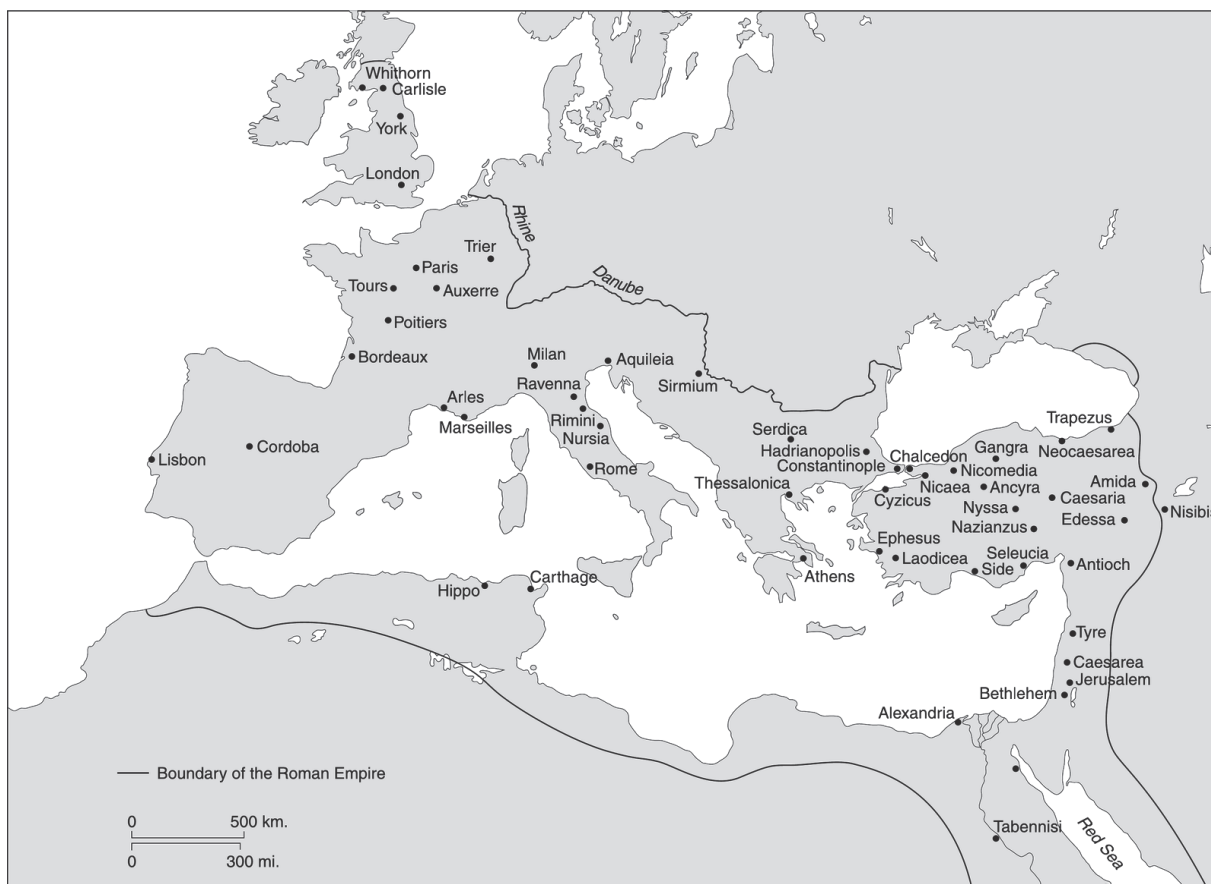 Whithorn
Carlisle
York
London
Rhine
Trier
Paris
Danube
Tours
Auxerre
Poitiers
Bordeaux
Milan
Aquileia
Sirmium
Ravenna
Arles
Rimini
Marseilles
Nursia
Trapezus
Serdica
Cordoba
Hadrianopolis
Gangra
Neocaesarea
Lisbon
Constantinople
Chalcedon
Rome
Nicomedia
Thessalonica
Nicaea
Ancyra
Amida
Cyzicus
Caesaria
Nyssa
Nisibis
Nazianzus
Edessa
Ephesus
Laodicea
Seleucia
Side
Antioch
Athens
Carthage
Hippo
Tyre
Caesarea
Jerusalem
Bethlehem
Alexandria
Boundary of the Roman Empire
0 500 km.
0 300 mi.
Tabennisi
Red Sea